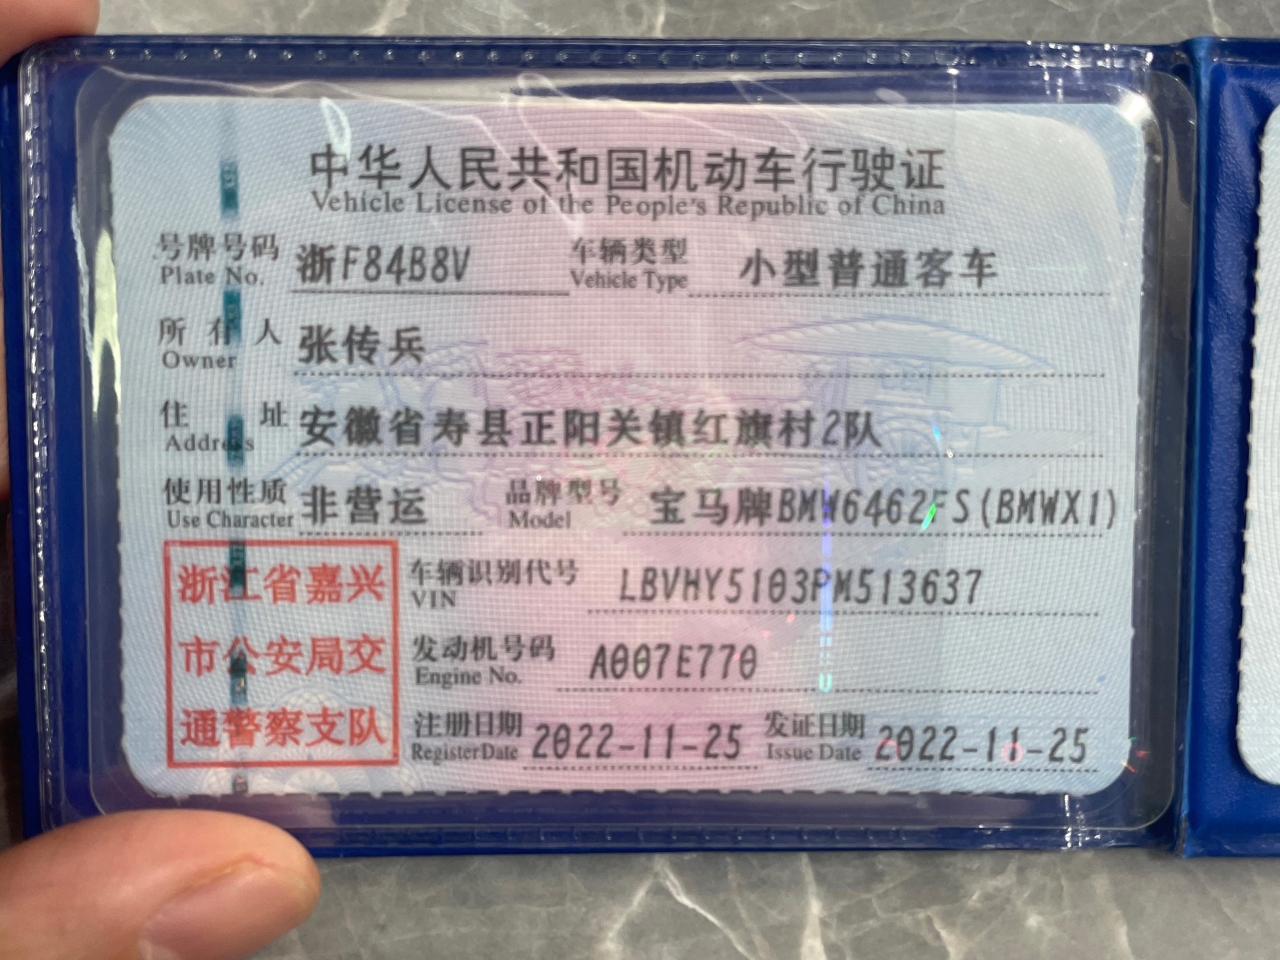 中华人民共和国机动车行驶证
Vehicle License of the People's Republic of China
号牌号码 浙F84B8V 车辆类型 小型普通客车
Plate No. Vehicle Type
所有人 张传兵
Owner
住址 安徽省寿县正阳关镇红旗村2队
Address
使用性质 非营运 品牌型号 宝马牌BMW6462FS(BMWX1)
Use Character Model
浙江省嘉兴
市公安局交
通警察支队
车辆识别代号 LBVHY5103PM513637
VIN
发动机号码 A007E770
Engine No.
注册日期 2022-11-25 发证日期 2022-11-25
Register Date Issue Date